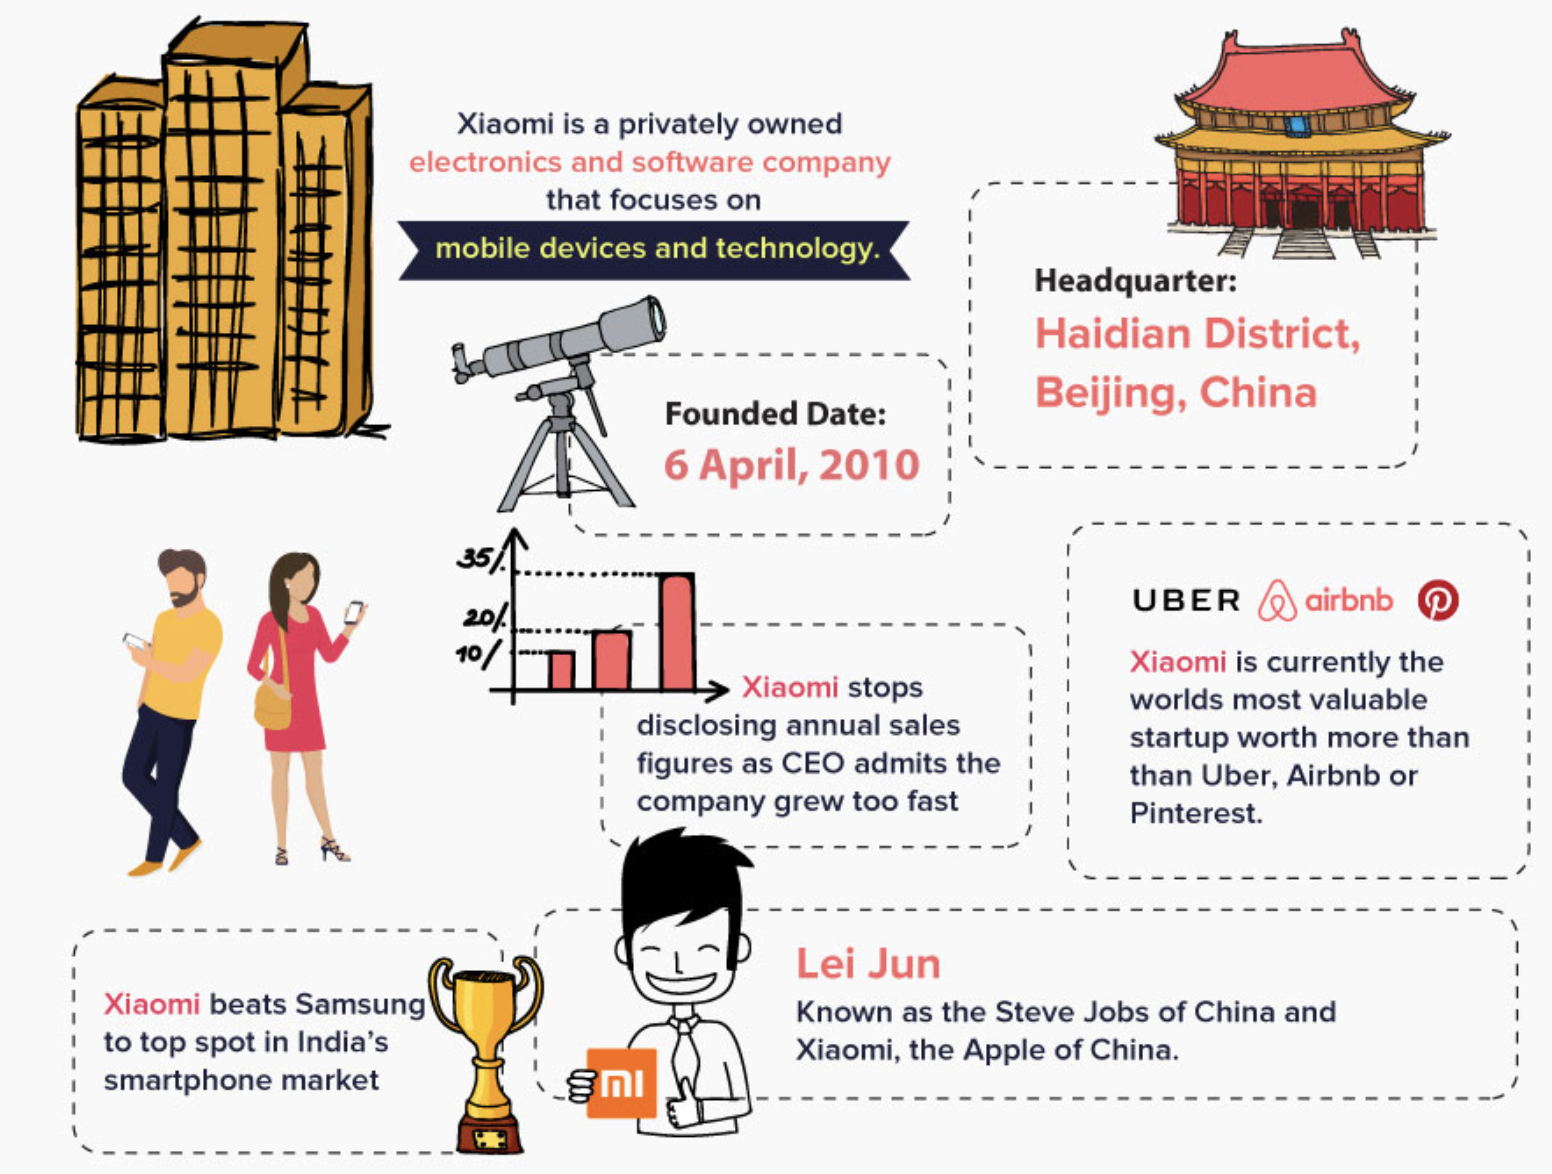 Xiaomi is a privately owned
electronics and software company
that focuses on
mobile devices and technology.
Headquarter:
Haidian District,
Beijing, China
Founded Date:
6 April, 2010
35/.
20/.
10/
Xiaomi stops
disclosing annual sales
figures as CEO admits the
company grew too fast
UBER airbnb
Xiaomi is currently the
worlds most valuable
startup worth more than
than Uber, Airbnb or
Pinterest.
Xiaomi beats Samsung
to top spot in India's
smartphone market
Lei Jun
Known as the Steve Jobs of China and
Xiaomi, the Apple of China.
mi